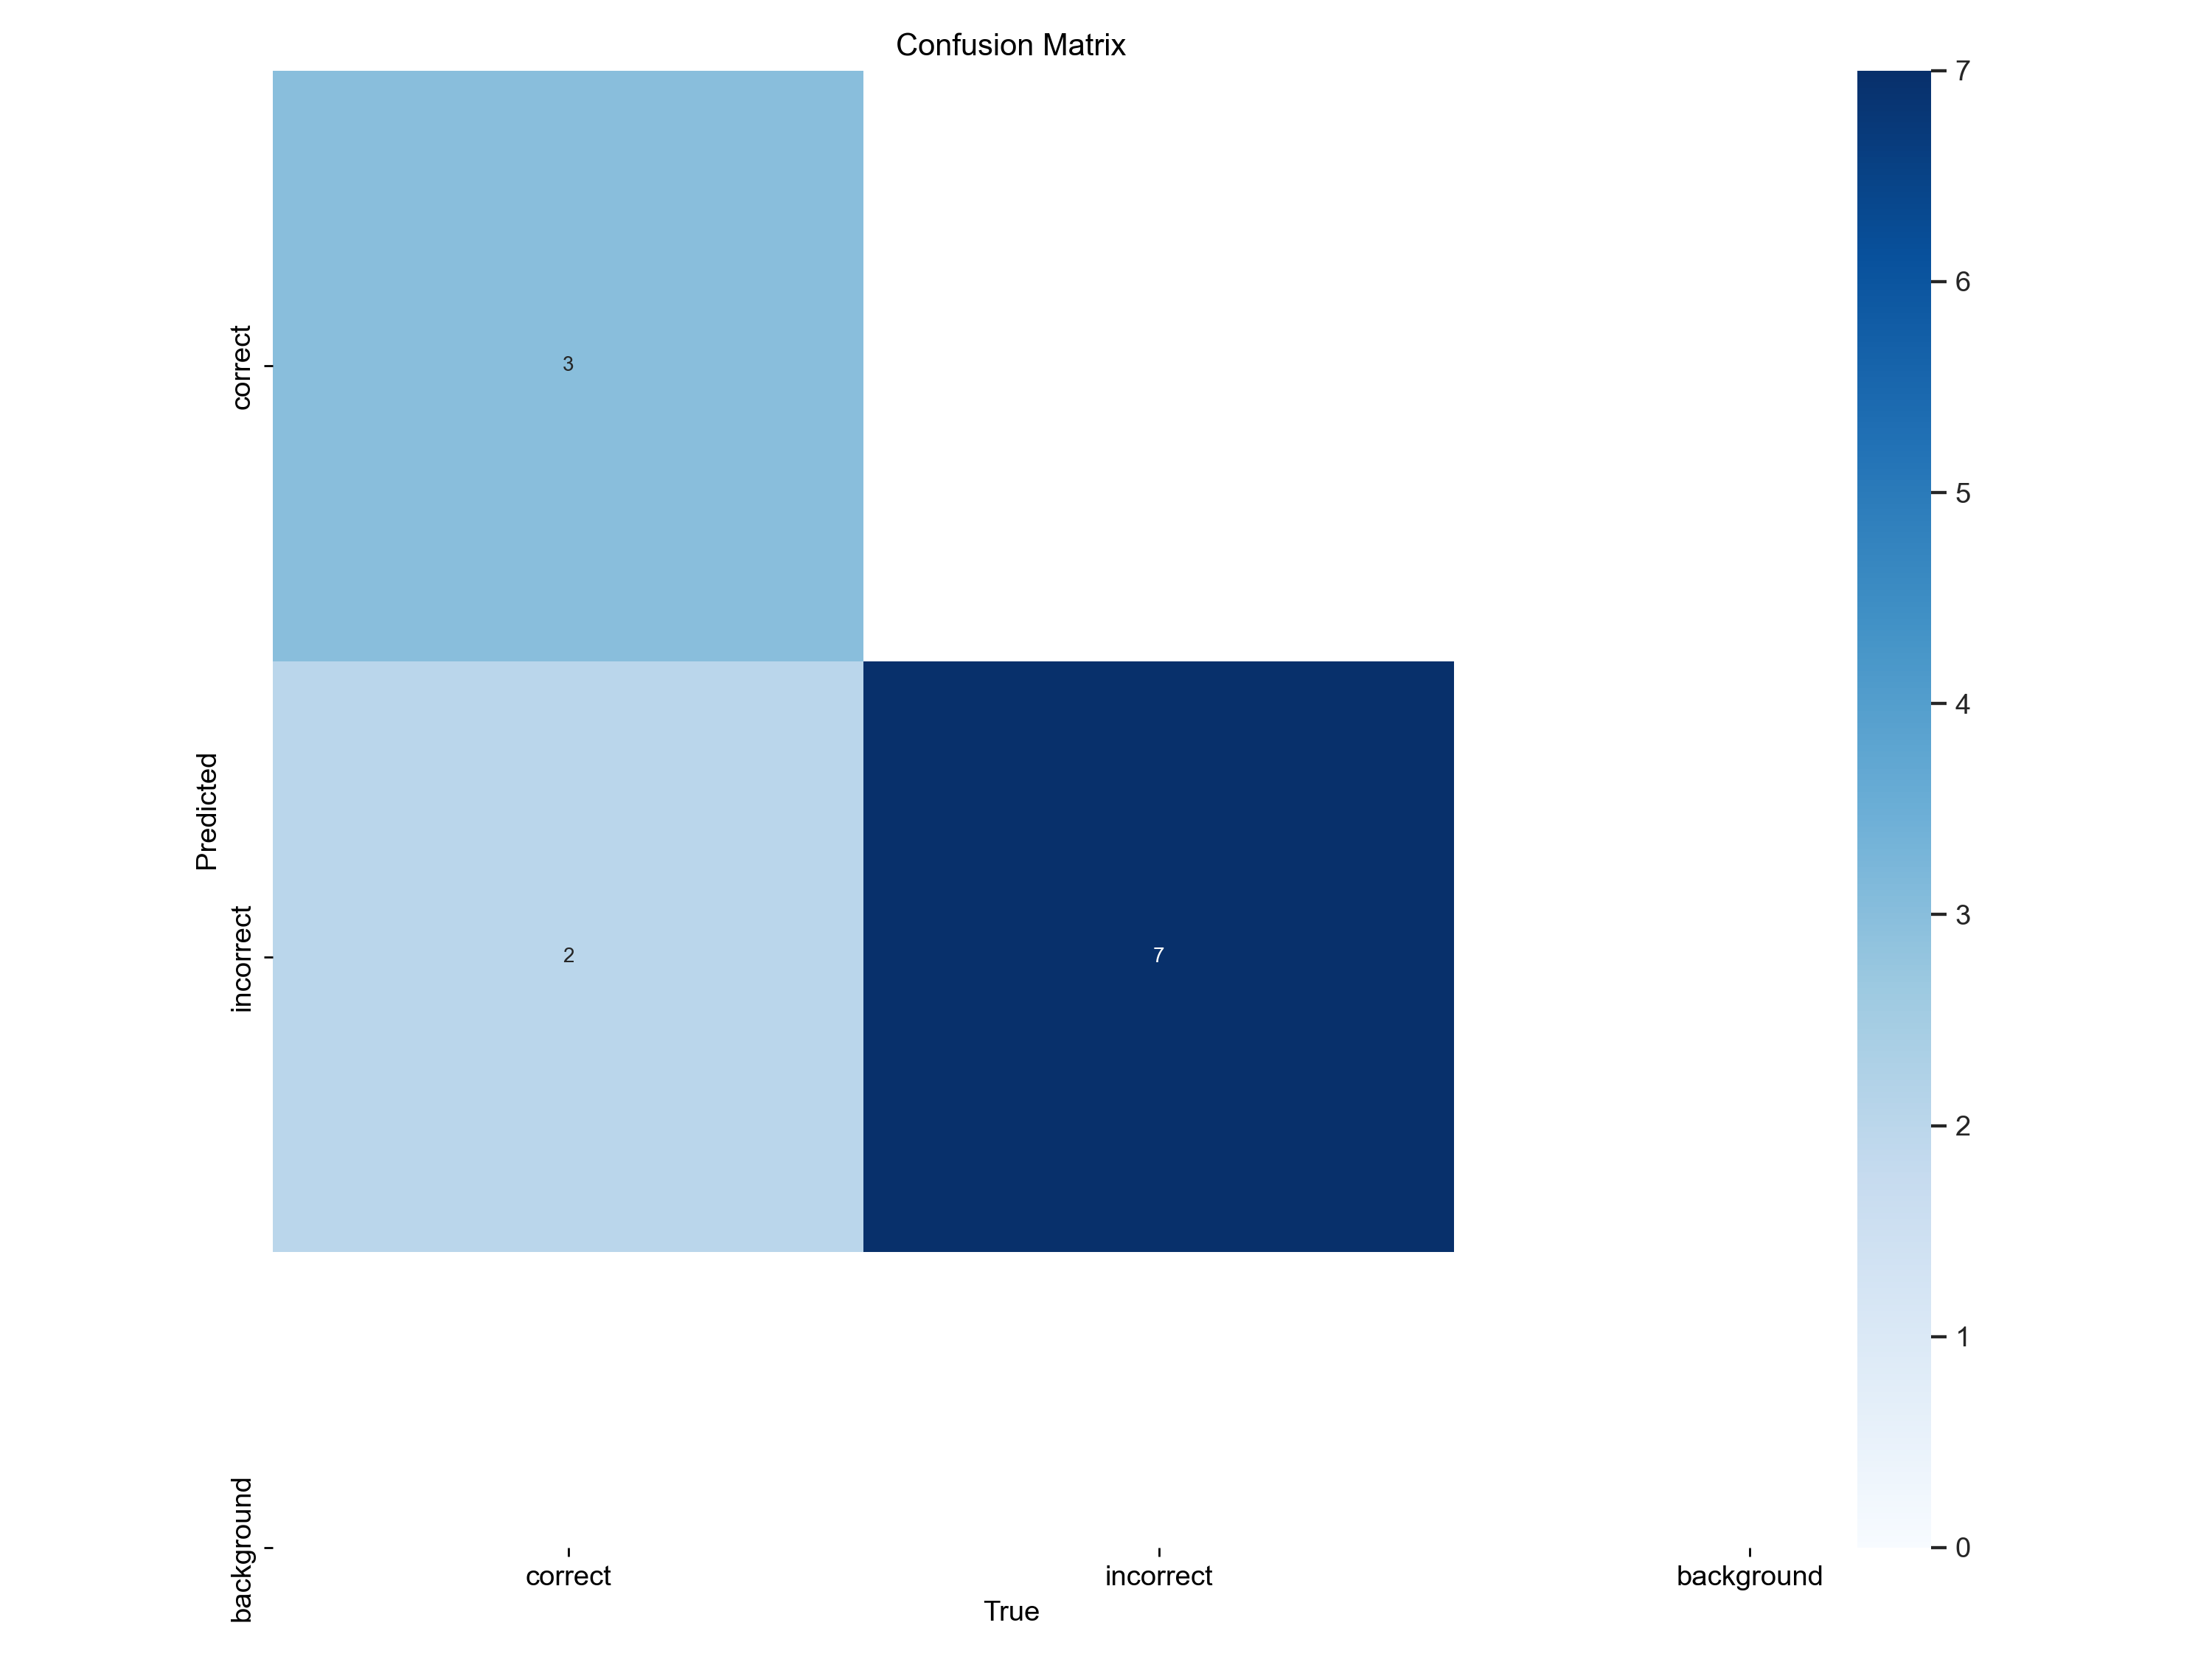 Confusion Matrix
correct
incorrect
background
Predicted
3
2
7
correct
incorrect
background
True
7
6
5
4
3
2
1
0